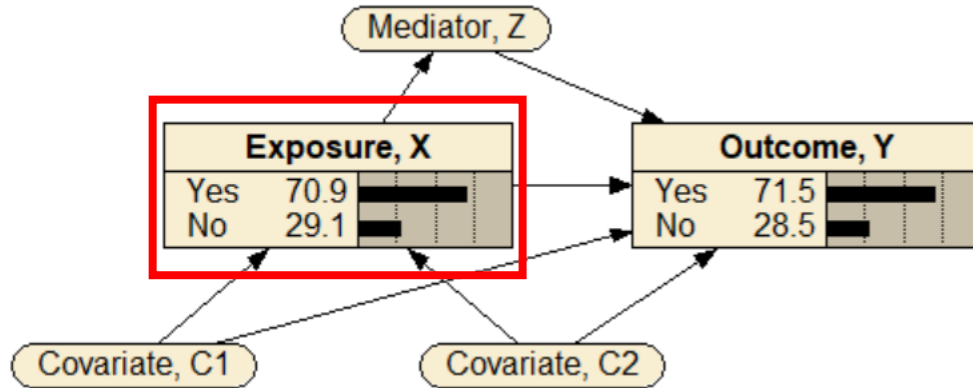 Mediator, Z
Exposure, X
Yes 70.9
No 29.1
Outcome, Y
Yes 71.5
No 28.5
Covariate, C1
Covariate, C2